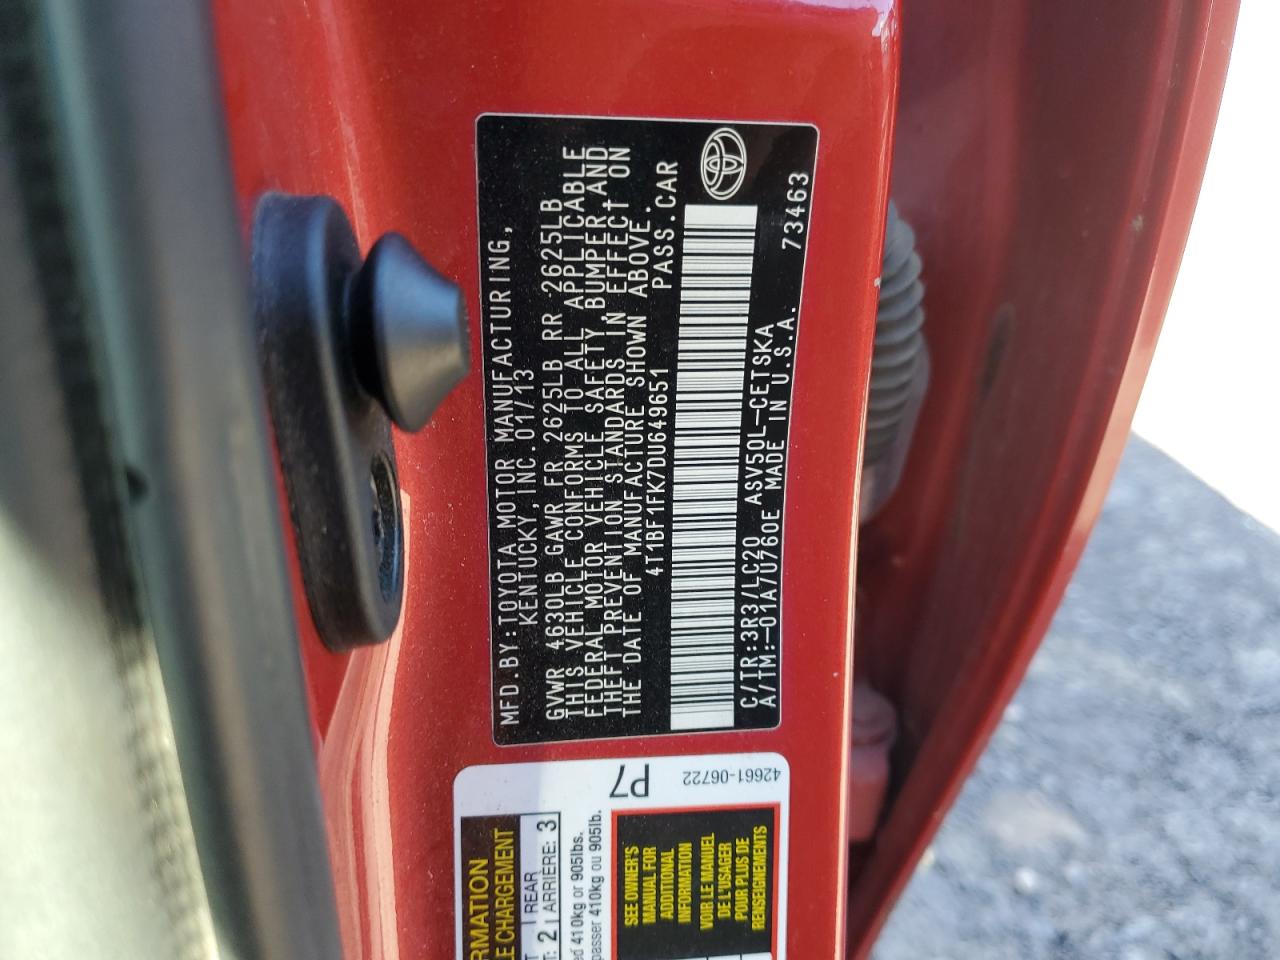 MFD.BY:TOYOTA MOTOR MANUFACTURING,
KENTUCKY,INC.01/13
GVWR 4630LB GAWR FR 2625LB RR 2625LB
THIS VEHICLE CONFORMS TO ALL APPLICABLE
FEDERAL MOTOR VEHICLE SAFETY,BUMPER,AND
THEFT PREVENTION STANDARDS IN EFFECT ON
THE DATE OF MANUFACTURE SHOWN ABOVE.
4T1BF1FK7DU649651 PASS.CAR
C/TR:3R3/LC20 ASV50L-CETSKA
A/TM:-01A/U760E MADE IN U.S.A. 73463
P7
42661-06722
RMATION
LE CHARGEMENT
REAR
2 ARRIÈRE: 3
410kg or 905lbs.
passer 410kg ou 905lb.
SEE OWNER'S
MANUAL FOR
ADDITIONAL
INFORMATION
VOIR LE MANUEL
DE L'USAGER
POUR PLUS DE
RENSEIGNEMENTS